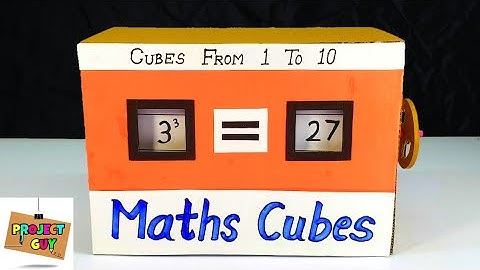 CUBES FROM 1 TO 10
3³ = 27
Maths Cubes
PROJECT
GUY